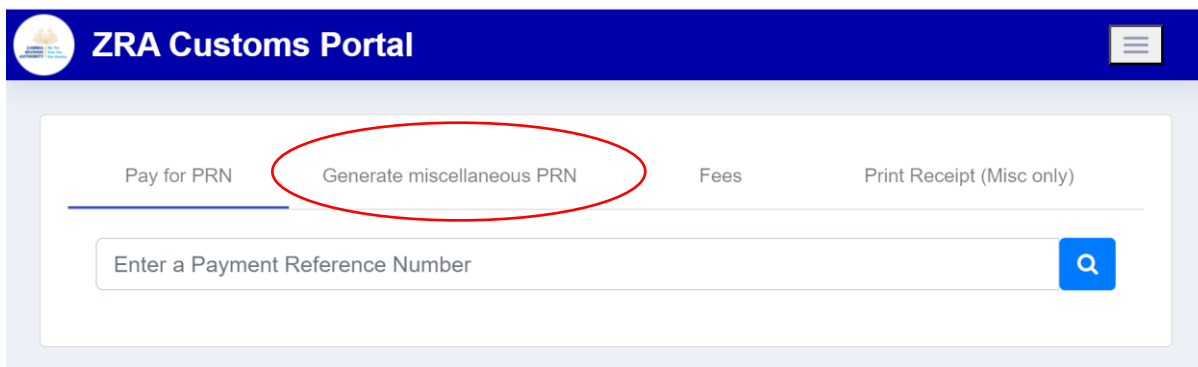 ZRA Customs Portal
Pay for PRN
Generate miscellaneous PRN
Fees
Print Receipt (Misc only)
Enter a Payment Reference Number